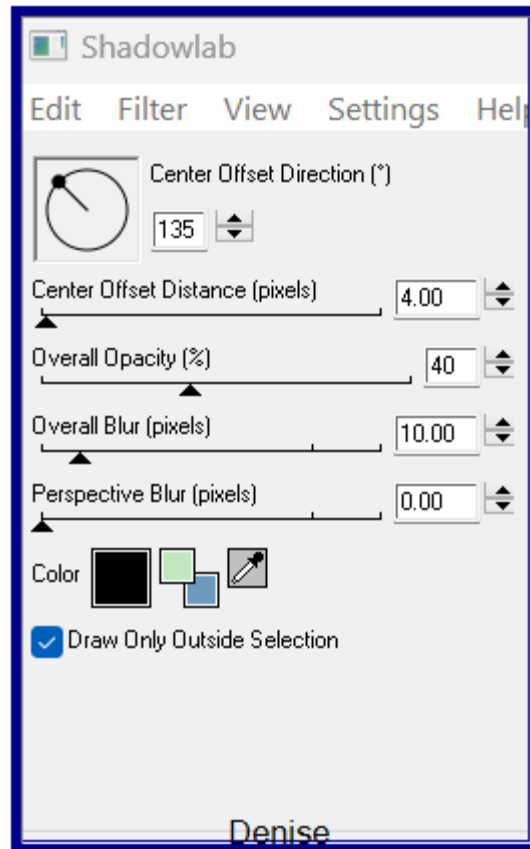 Shadowlab
Edit Filter View Settings Help
Center Offset Direction (°)
135
Center Offset Distance (pixels)
4.00
Overall Opacity (%)
40
Overall Blur (pixels)
10.00
Perspective Blur (pixels)
0.00
Color
Draw Only Outside Selection
Denise